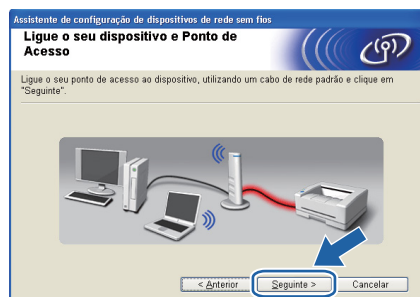 Assistente de configuração de dispositivos de rede sem fios
Ligue o seu dispositivo e Ponto de
Acesso
Ligue o seu ponto de acesso ao dispositivo, utilizando um cabo de rede padrão e clique em
"Seguinte".
< Anterior
Seguinte >
Cancelar